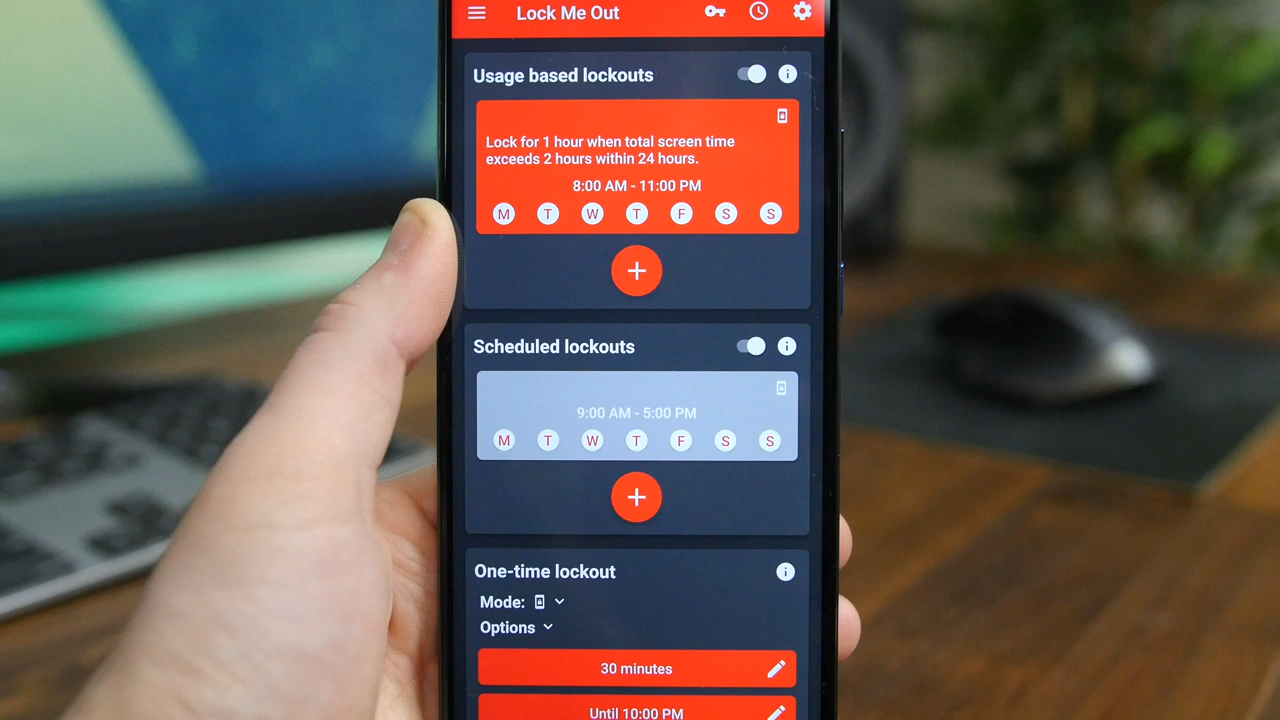 Lock Me Out
Usage based lockouts
Lock for 1 hour when total screen time
exceeds 2 hours within 24 hours.
8:00 AM - 11:00 PM
M T W T F S S
Scheduled lockouts
9:00 AM - 5:00 PM
M T W T F S S
One-time lockout
Mode:
Options
30 minutes
Until 10:00 PM